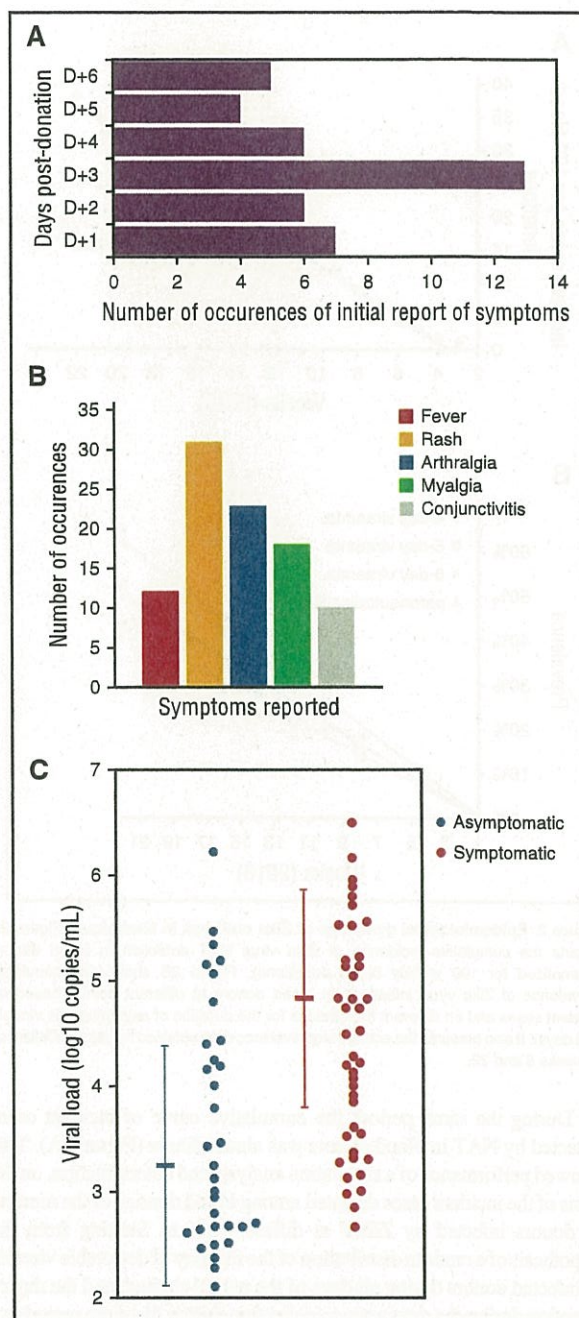 A
Days post-donation
D+6
D+5
D+4
D+3
D+2
D+1
0 2 4 6 8 10 12 14
Number of occurences of initial report of symptoms
B
Number of occurences
35
30
25
20
15
10
5
0
Fever
Rash
Arthralgia
Myalgia
Conjunctivitis
Symptoms reported
C
Viral load (log10 copies/mL)
7
6
5
4
3
2
Asymptomatic
Symptomatic